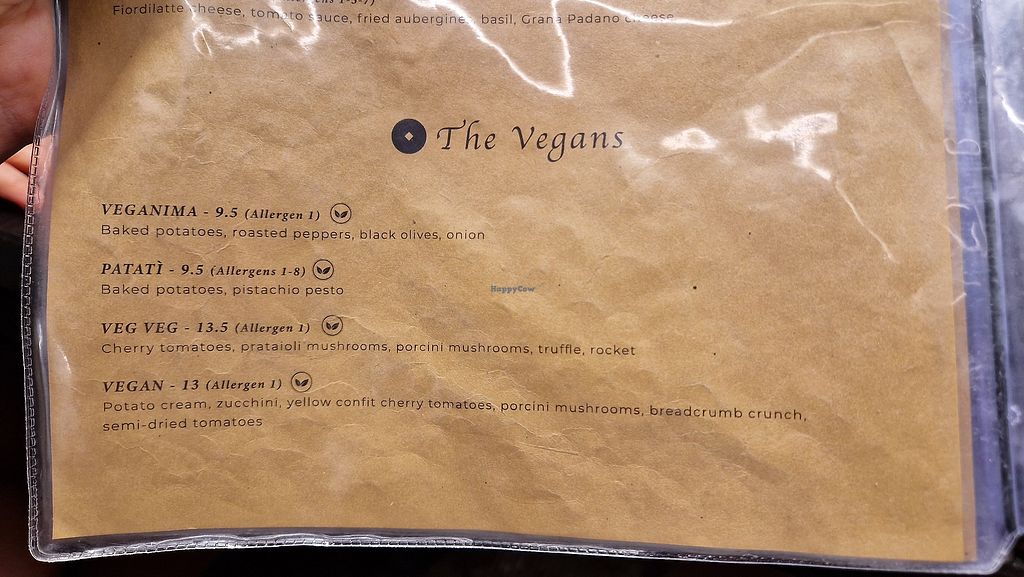 Fiordilatte cheese, tomato sauce, fried aubergines, basil, Grana Padano cheese
The Vegans
VEGANIMA - 9.5 (Allergen 1)
Baked potatoes, roasted peppers, black olives, onion
PATATÌ - 9.5 (Allergens 1-8)
Baked potatoes, pistachio pesto
HappyCow
VEG VEG - 13.5 (Allergen 1)
Cherry tomatoes, prataioli mushrooms, porcini mushrooms, truffle, rocket
VEGAN - 13 (Allergen 1)
Potato cream, zucchini, yellow confit cherry tomatoes, porcini mushrooms, breadcrumb crunch,
semi-dried tomatoes